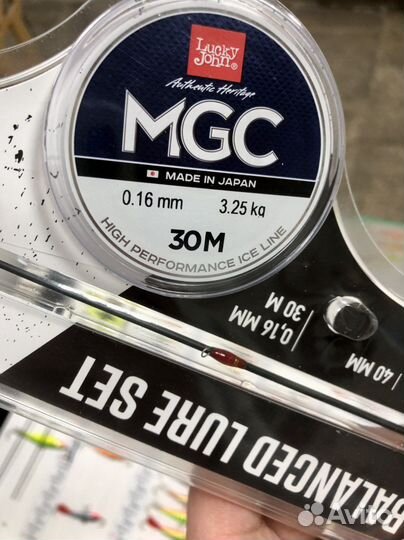 Lucky
John®
Authentic Heritage
MGC
MADE IN JAPAN
0.16 mm 3.25 kg
30 M
HIGH PERFORMANCE ICE LINE
0,16 MM
30 M
40 MM
BALANCED LURE SET
Avito